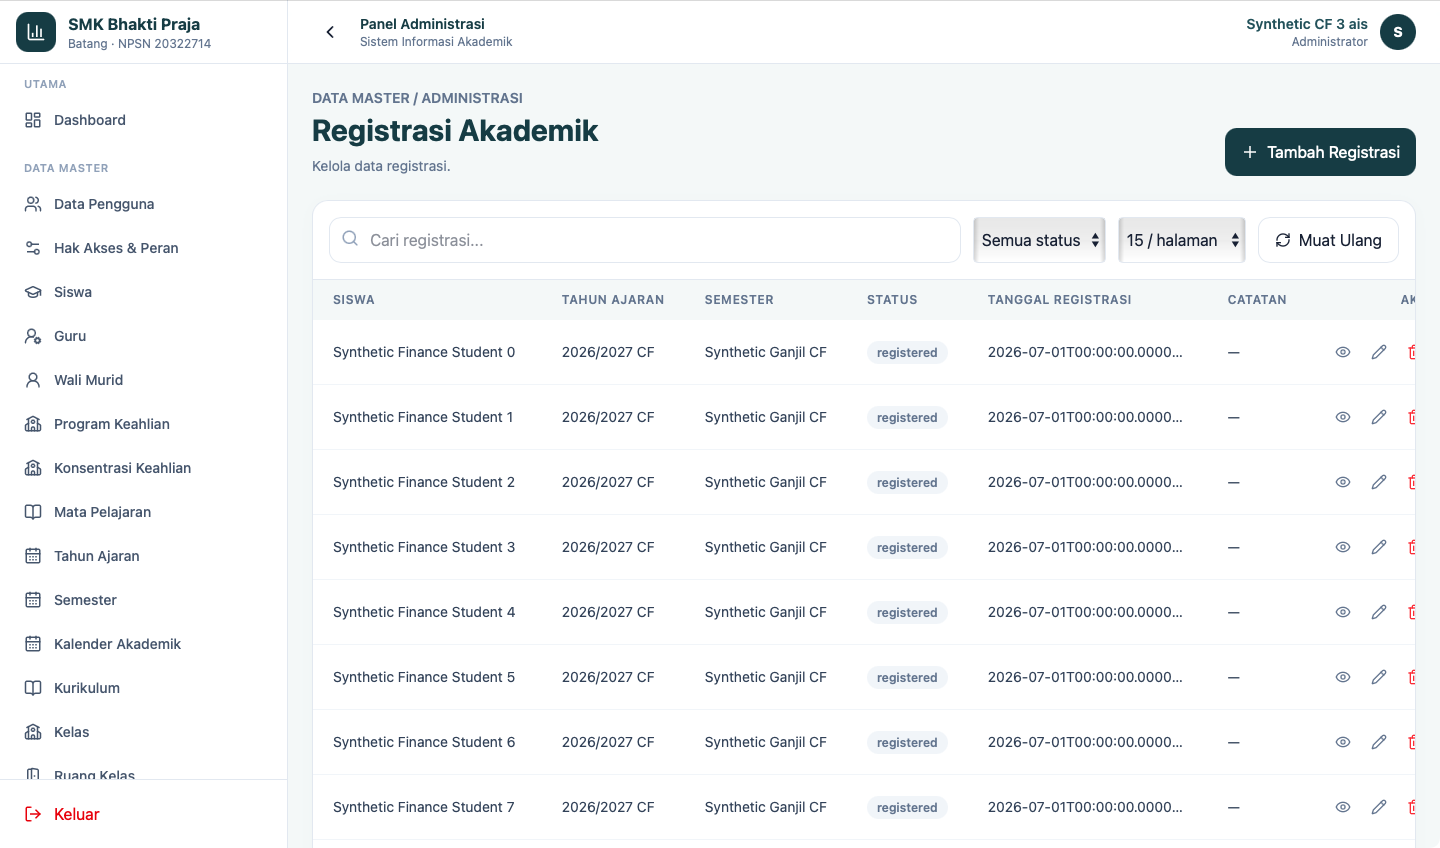 SMK Bhakti Praja
Batang · NPSN 20322714
UTAMA
Dashboard
DATA MASTER
Data Pengguna
Hak Akses & Peran
Siswa
Guru
Wali Murid
Program Keahlian
Konsentrasi Keahlian
Mata Pelajaran
Tahun Ajaran
Semester
Kalender Akademik
Kurikulum
Kelas
Ruang Kelas
Keluar
Panel Administrasi
Sistem Informasi Akademik
Synthetic CF 3 ais
Administrator
S
DATA MASTER / ADMINISTRASI
Registrasi Akademik
Kelola data registrasi.
Tambah Registrasi
Cari registrasi...
Semua status
15 / halaman
Muat Ulang
SISWA TAHUN AJARAN SEMESTER STATUS TANGGAL REGISTRASI CATATAN AK
Synthetic Finance Student 0 2026/2027 CF Synthetic Ganjil CF registered 2026-07-01T00:00:00.0000... —
Synthetic Finance Student 1 2026/2027 CF Synthetic Ganjil CF registered 2026-07-01T00:00:00.0000... —
Synthetic Finance Student 2 2026/2027 CF Synthetic Ganjil CF registered 2026-07-01T00:00:00.0000... —
Synthetic Finance Student 3 2026/2027 CF Synthetic Ganjil CF registered 2026-07-01T00:00:00.0000... —
Synthetic Finance Student 4 2026/2027 CF Synthetic Ganjil CF registered 2026-07-01T00:00:00.0000... —
Synthetic Finance Student 5 2026/2027 CF Synthetic Ganjil CF registered 2026-07-01T00:00:00.0000... —
Synthetic Finance Student 6 2026/2027 CF Synthetic Ganjil CF registered 2026-07-01T00:00:00.0000... —
Synthetic Finance Student 7 2026/2027 CF Synthetic Ganjil CF registered 2026-07-01T00:00:00.0000... —